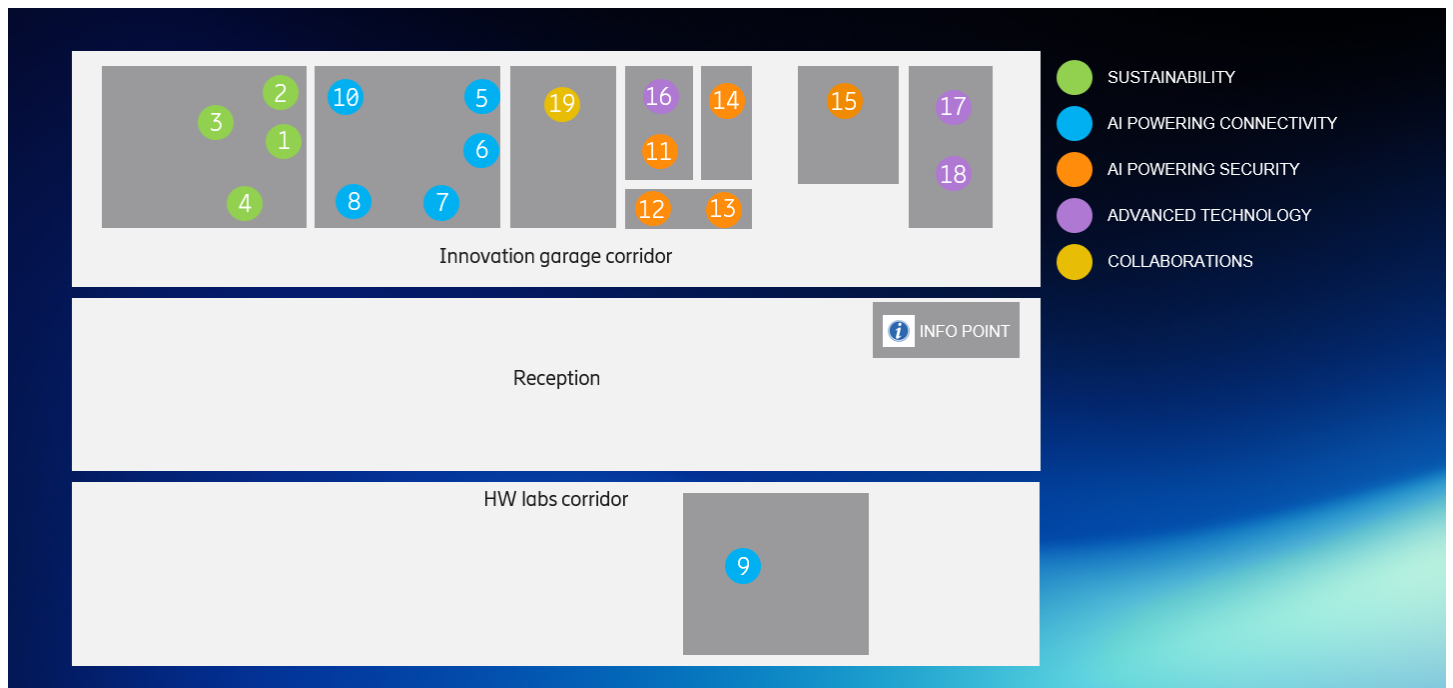 2
3
1
4
10
5
6
8
7
19
16
14
11
12
13
15
17
18
Innovation garage corridor
i INFO POINT
Reception
HW labs corridor
9
SUSTAINABILITY
AI POWERING CONNECTIVITY
AI POWERING SECURITY
ADVANCED TECHNOLOGY
COLLABORATIONS